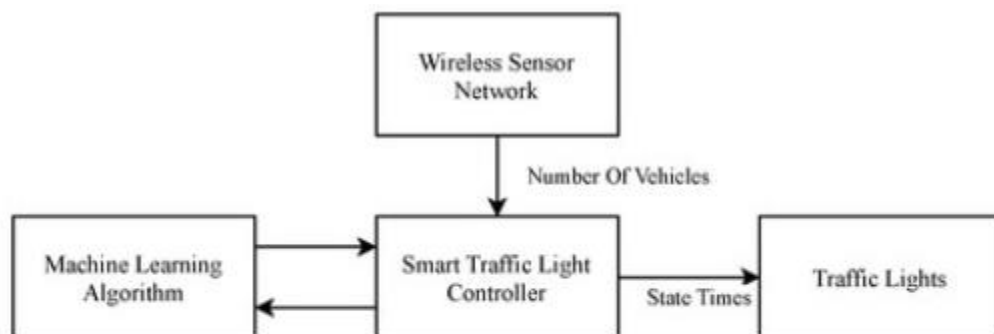 Wireless Sensor
Network
Number Of Vehicles
Machine Learning
Algorithm
Smart Traffic Light
Controller
State Times
Traffic Lights